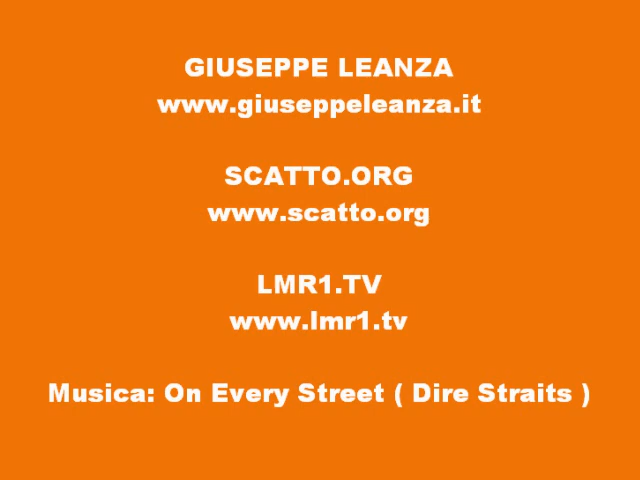 GIUSEPPE LEANZA
www.giuseppeleanza.it
SCATTO.ORG
www.scatto.org
LMR1.TV
www.lmr1.tv
Musica: On Every Street ( Dire Straits )